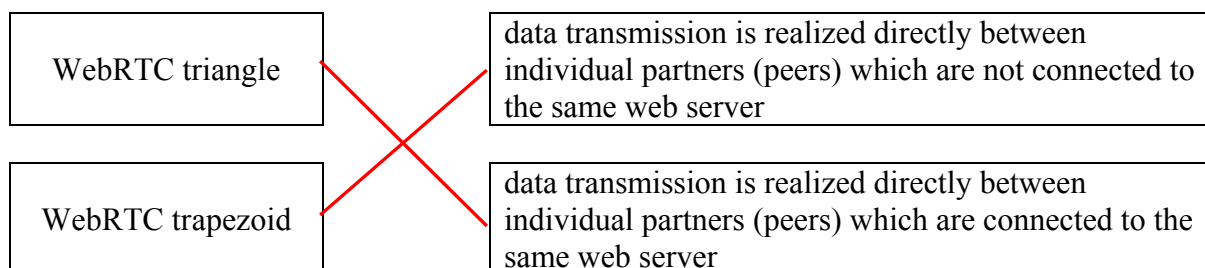 WebRTC triangle
data transmission is realized directly between
individual partners (peers) which are not connected to
the same web server
WebRTC trapezoid
data transmission is realized directly between
individual partners (peers) which are connected to the
same web server